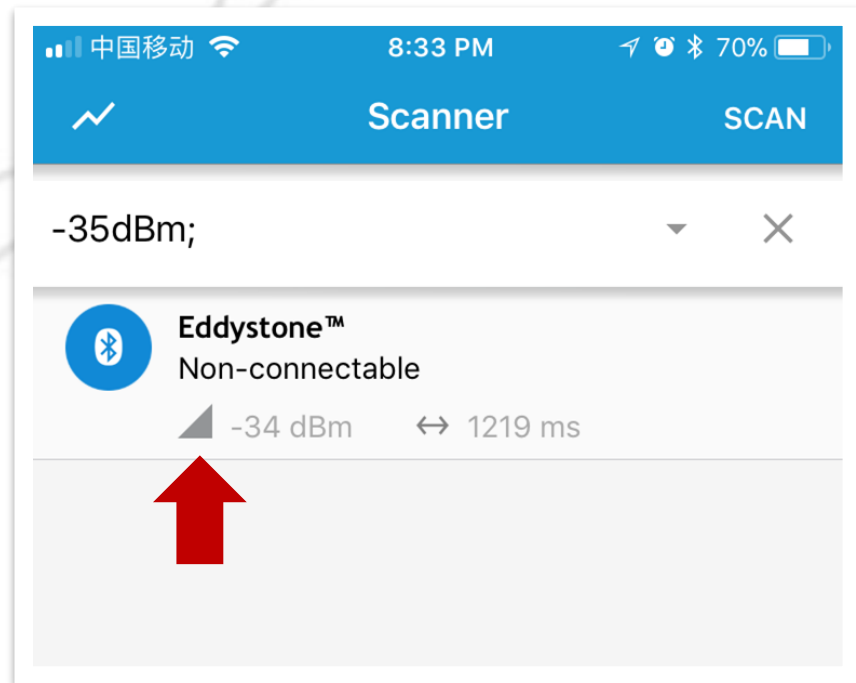 中国移动 8:33 PM 70%
Scanner SCAN
-35dBm;
Eddystone™
Non-connectable
-34 dBm ↔ 1219 ms